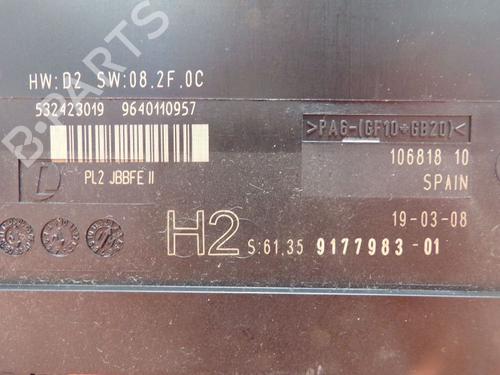 HW:D2 SW:08.2F.0C
532423019 9640110957
>PA6-(GF10+GB20)<
PL2 JBBFE II
106818 10
SPAIN
19-03-08
H2 S:61.35 9177983-01
B-PARTS